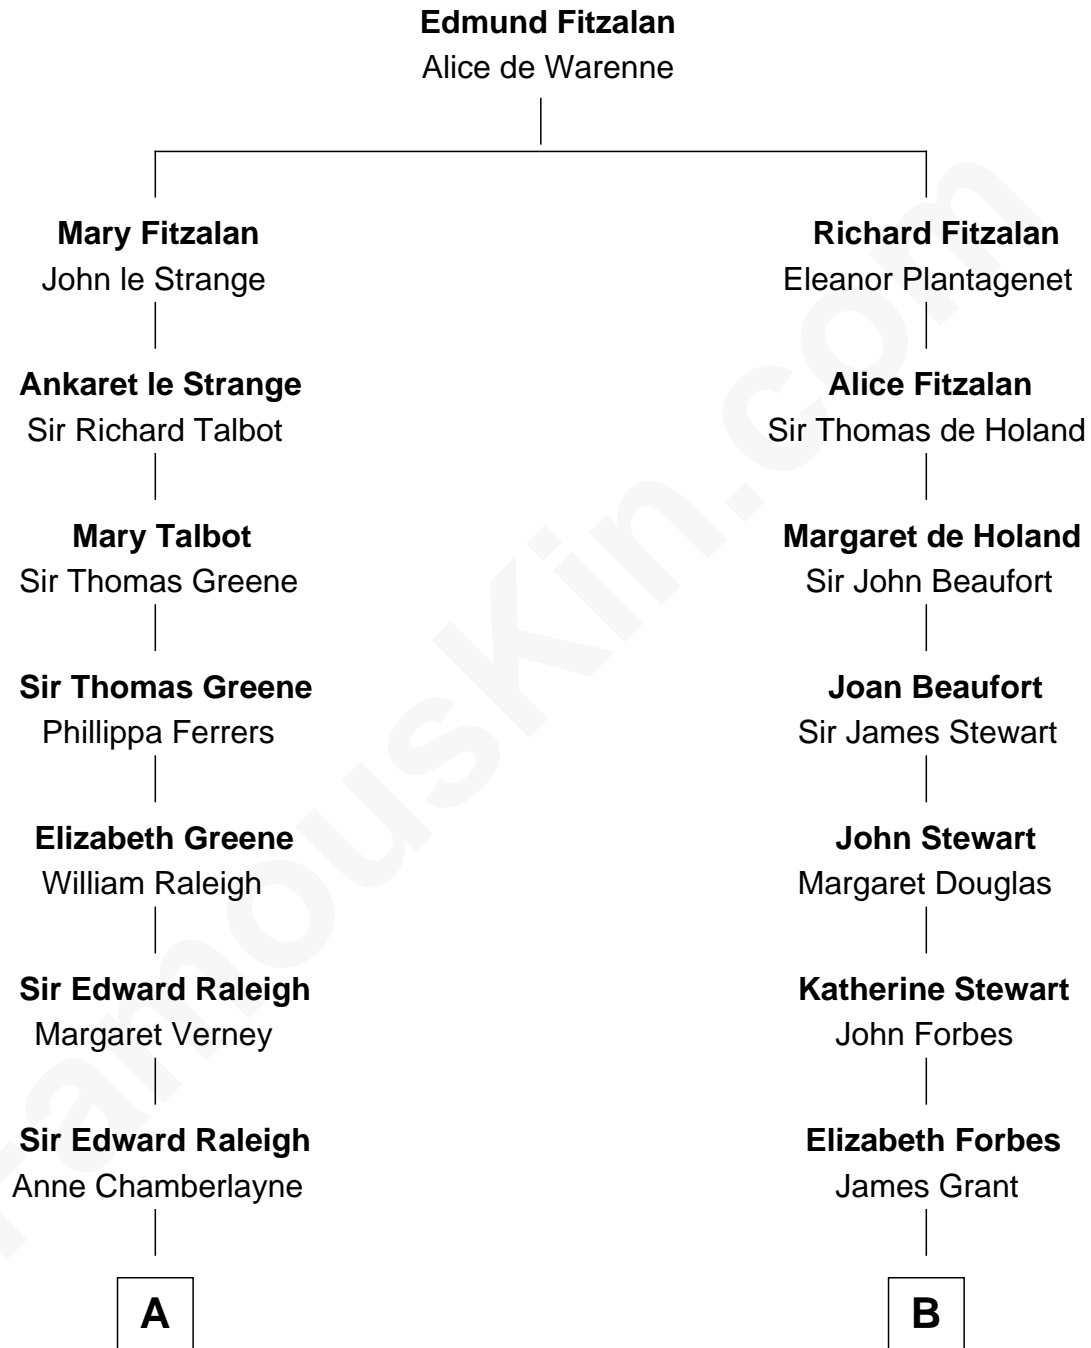 Edmund Fitzalan
Alice de Warenne
Mary Fitzalan
John le Strange
Richard Fitzalan
Eleanor Plantagenet
Ankaret le Strange
Sir Richard Talbot
Alice Fitzalan
Sir Thomas de Holand
Mary Talbot
Sir Thomas Greene
Margaret de Holand
Sir John Beaufort
Sir Thomas Greene
Phillippa Ferrers
Joan Beaufort
Sir James Stewart
Elizabeth Greene
William Raleigh
John Stewart
Margaret Douglas
Sir Edward Raleigh
Margaret Verney
Katherine Stewart
John Forbes
Sir Edward Raleigh
Anne Chamberlayne
Elizabeth Forbes
James Grant
A
B
FamousKin.com